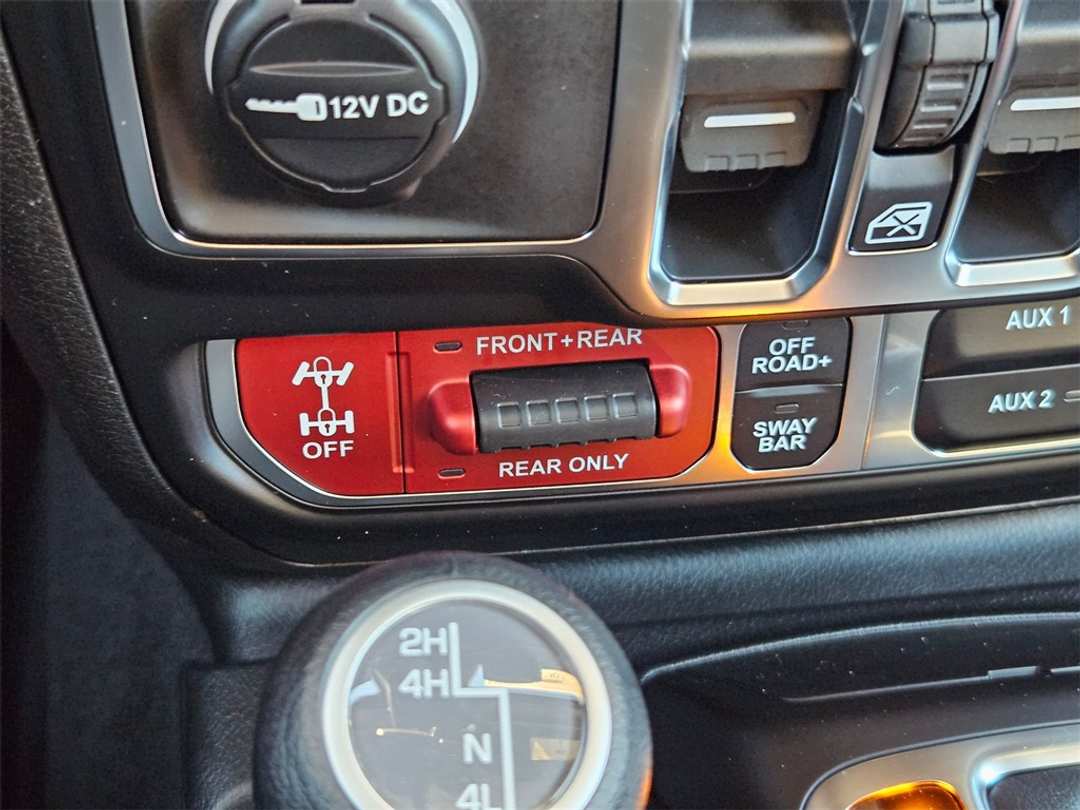 12V DC
FRONT+REAR
OFF
REAR ONLY
OFF
ROAD+
SWAY
BAR
AUX 1
AUX 2
2H
4H
N
4L